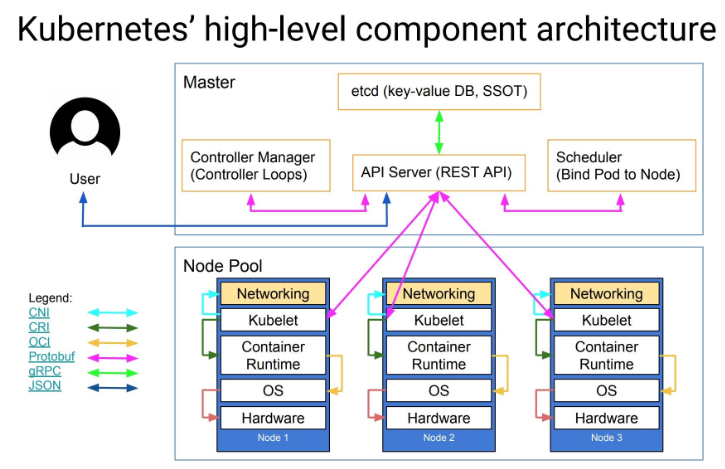 Kubernetes’ high-level component architecture
Master
etcd (key-value DB, SSOT)
User
Controller Manager
(Controller Loops)
API Server (REST API)
Scheduler
(Bind Pod to Node)
Node Pool
Legend:
CNI
CRI
OCI
Protobuf
gRPC
JSON
Networking
Kubelet
Container
Runtime
OS
Hardware
Node 1
Networking
Kubelet
Container
Runtime
OS
Hardware
Node 2
Networking
Kubelet
Container
Runtime
OS
Hardware
Node 3